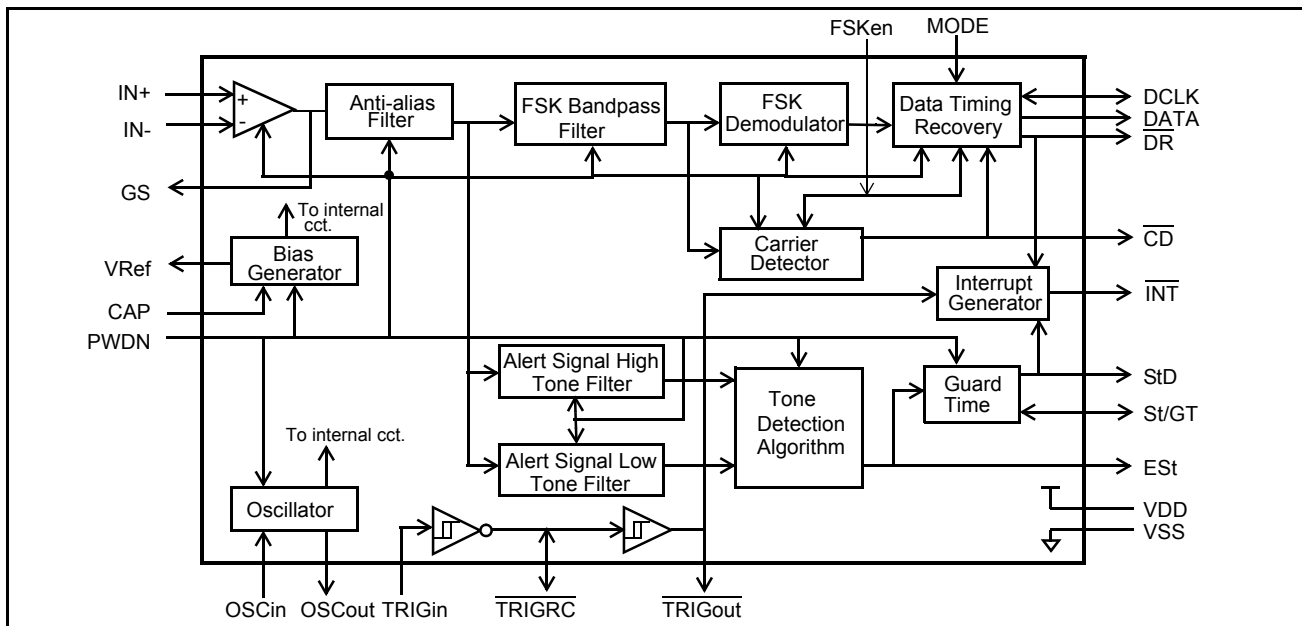 FSKen
MODE
IN+
IN-
+
-
Anti-alias
Filter
FSK Bandpass
Filter
FSK
Demodulator
Data Timing
Recovery
DCLK
DATA
DR
GS
To internal
cct.
VRef
Bias
Generator
Carrier
Detector
CD
CAP
Interrupt
Generator
INT
PWDN
Alert Signal High
Tone Filter
Tone
Detection
Algorithm
Guard
Time
StD
St/GT
To internal cct.
Alert Signal Low
Tone Filter
ESt
Oscillator
VDD
VSS
OSCin
OSCout
TRIGin
TRIGRC
TRIGout